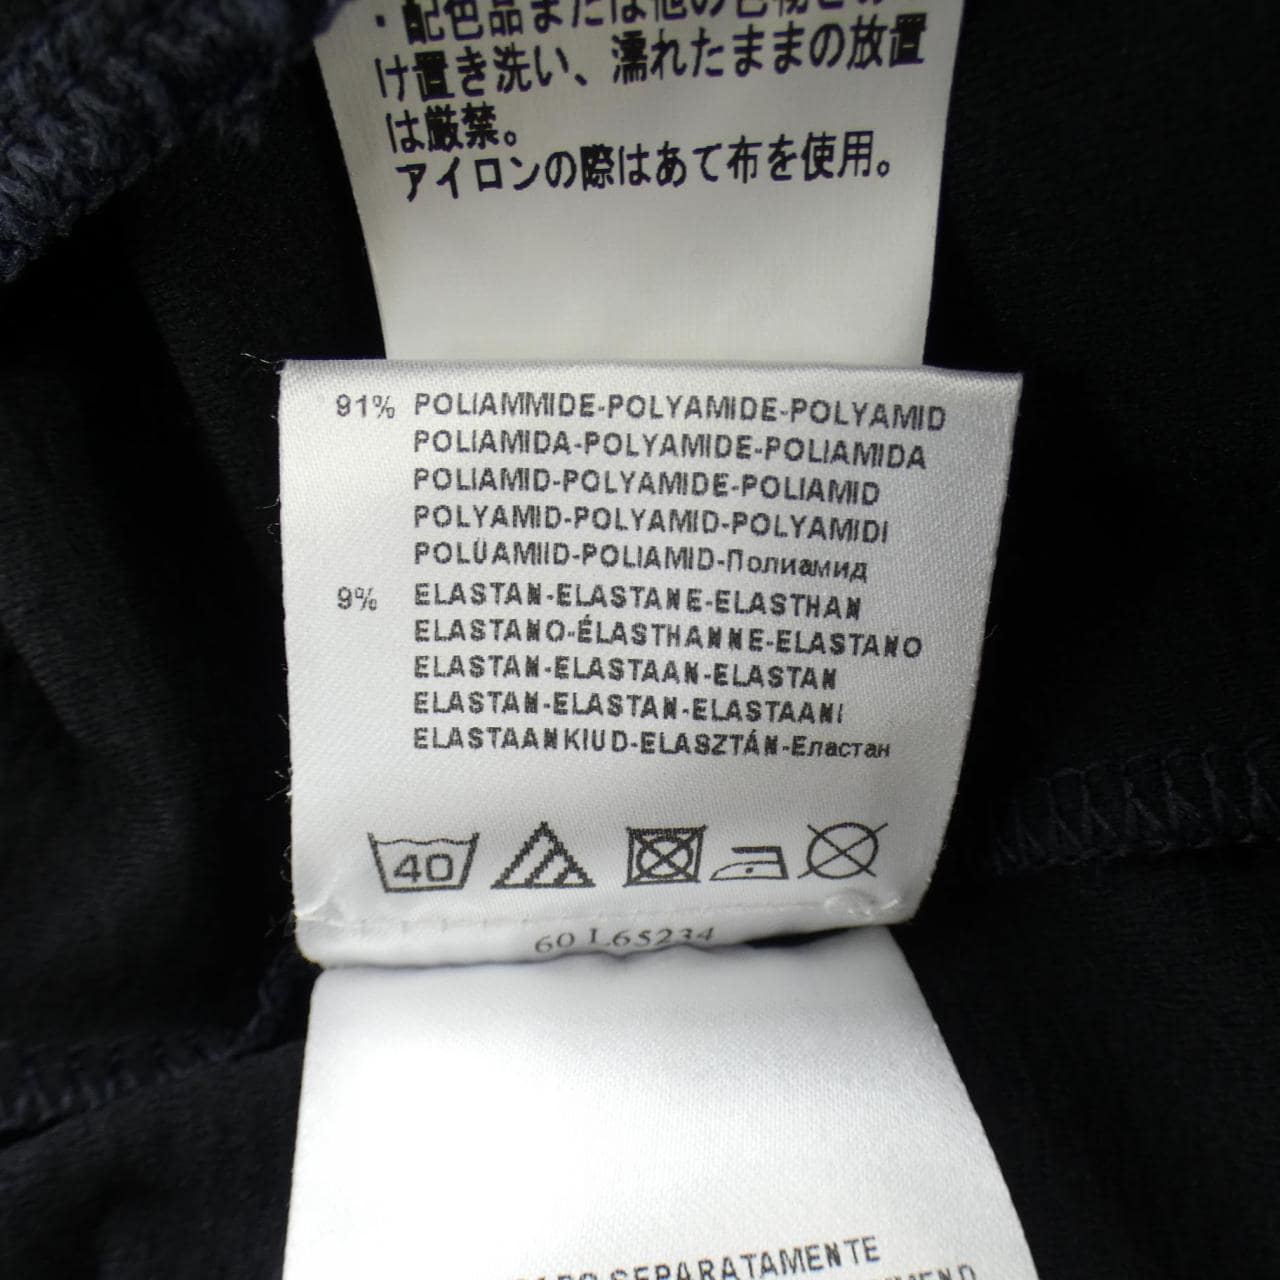 ・配色品または他の色物との
け置き洗い、濡れたままの放置
は厳禁。
アイロンの際はあて布を使用。
91% POLIAMMIDE-POLYAMIDE-POLYAMID
POLIAMIDA-POLYAMIDE-POLIAMIDA
POLIAMID-POLYAMIDE-POLIAMID
POLYAMID-POLYAMID-POLYAMIDI
POLÜAMIID-POLIAMID-Полиамид
9% ELASTAN-ELASTANE-ELASTHAN
ELASTANO-ÉLASTHANNE-ELASTANO
ELASTAN-ELASTAAN-ELASTAN
ELASTAN-ELASTAN-ELASTAANI
ELASTAANKIUD-ELASZTÁN-Еластан
40
60 L65234
SEPARATAMENTE